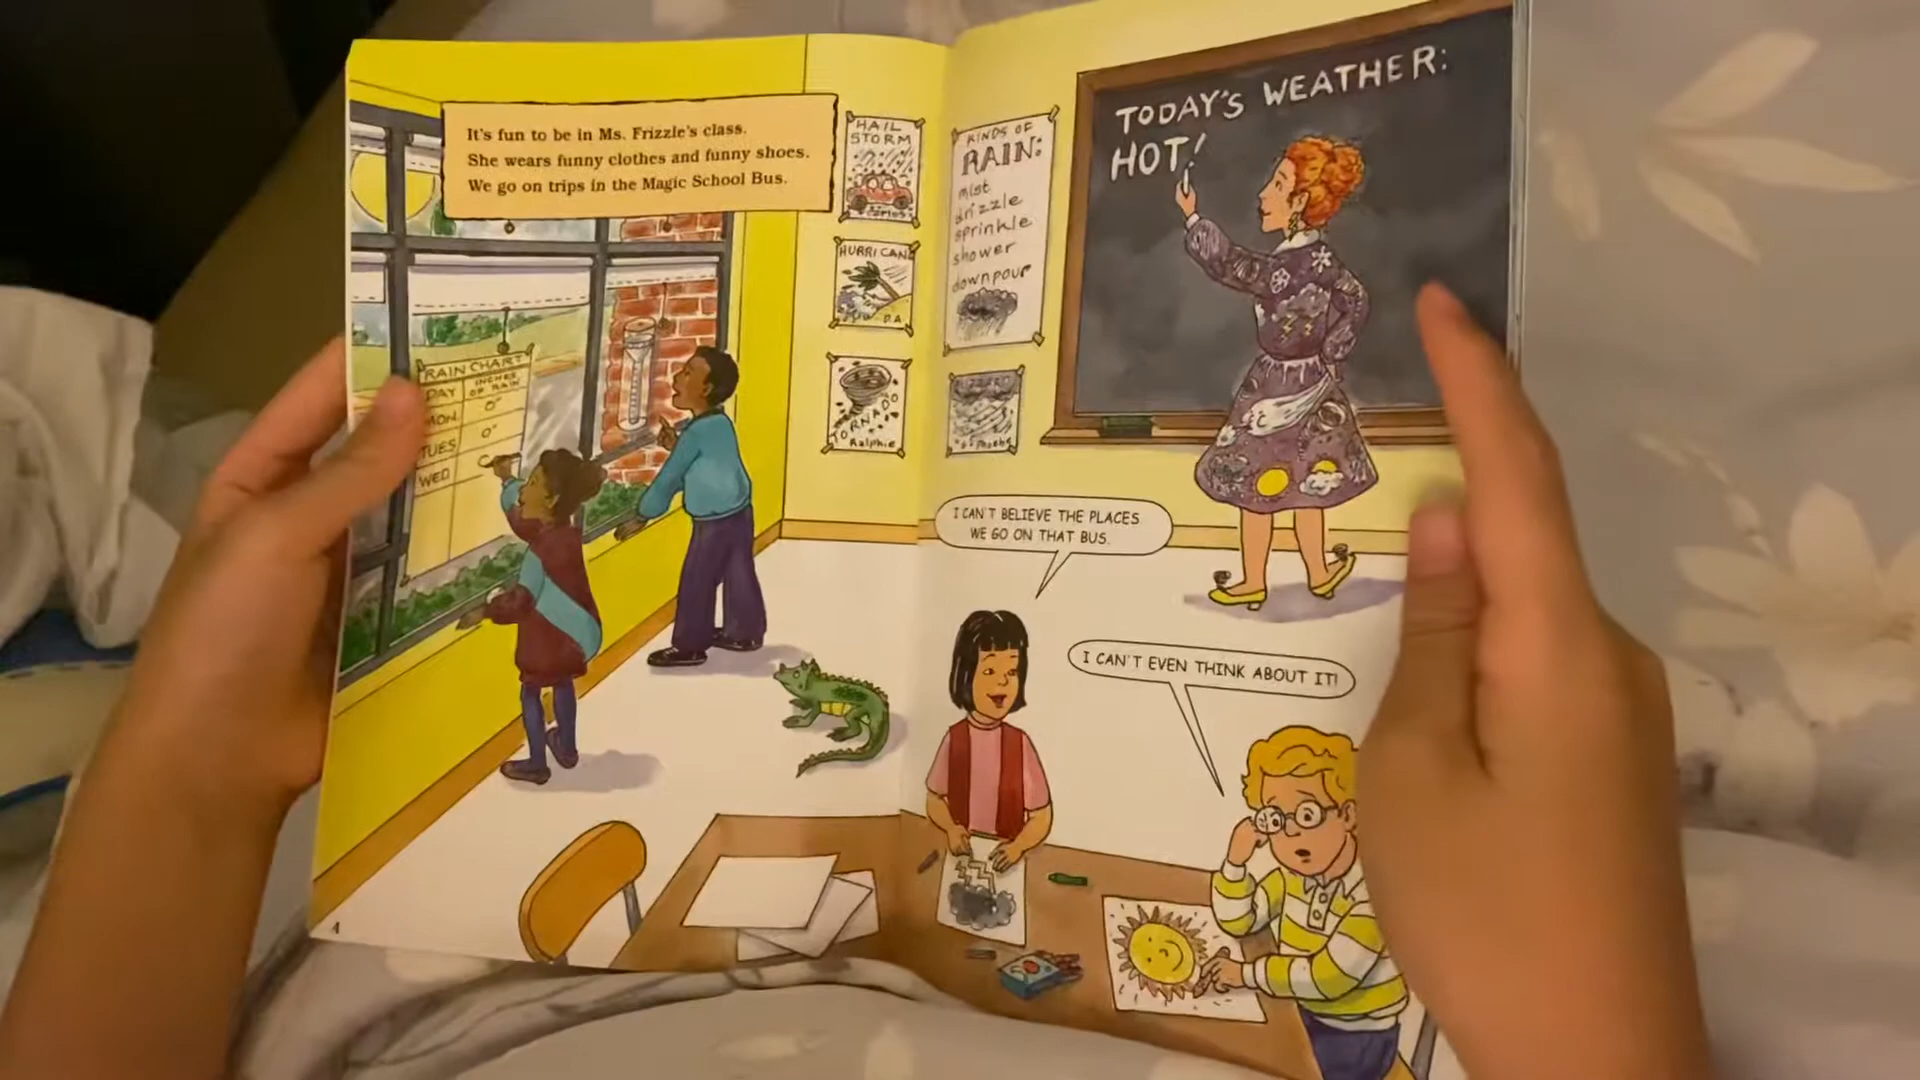 It's fun to be in Ms. Frizzle's class.
She wears funny clothes and funny shoes.
We go on trips in the Magic School Bus.
RAIN CHART
DAY INCHES OF RAIN
MON 0"
TUES 0"
WED
HAIL
STORM
Carlos
HURRICANE
D.A.
TORNADO
Ralphie
KINDS OF
RAIN:
mist
drizzle
sprinkle
shower
downpour
BLIZZARD
Phoebe
TODAY'S WEATHER:
HOT!
I CAN'T BELIEVE THE PLACES
WE GO ON THAT BUS.
I CAN'T EVEN THINK ABOUT IT!
4